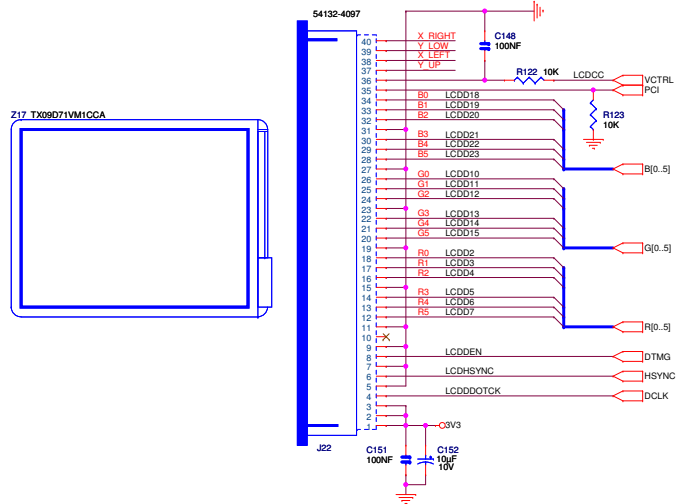 54132-4097
Z17 TX09D71VM1CCA
40 X_RIGHT
39 Y_LOW
38 X_LEFT
37 Y_UP
36
35
34 B0 LCDD18
33 B1 LCDD19
32 B2 LCDD20
31
30 B3 LCDD21
29 B4 LCDD22
28 B5 LCDD23
27
26 G0 LCDD10
25 G1 LCDD11
24 G2 LCDD12
23
22 G3 LCDD13
21 G4 LCDD14
20 G5 LCDD15
19
18 R0 LCDD2
17 R1 LCDD3
16 R2 LCDD4
15
14 R3 LCDD5
13 R4 LCDD6
12 R5 LCDD7
11
10
9
8 LCDDEN
7
6 LCDHSYNC
5
4 LCDDDOTCK
3
2
1
C148
100NF
R122 10K
LCDCC
VCTRL
PCI
R123
10K
B[0..5]
G[0..5]
R[0..5]
DTMG
HSYNC
DCLK
3V3
J22
C151
100NF
C152
10µF
10V